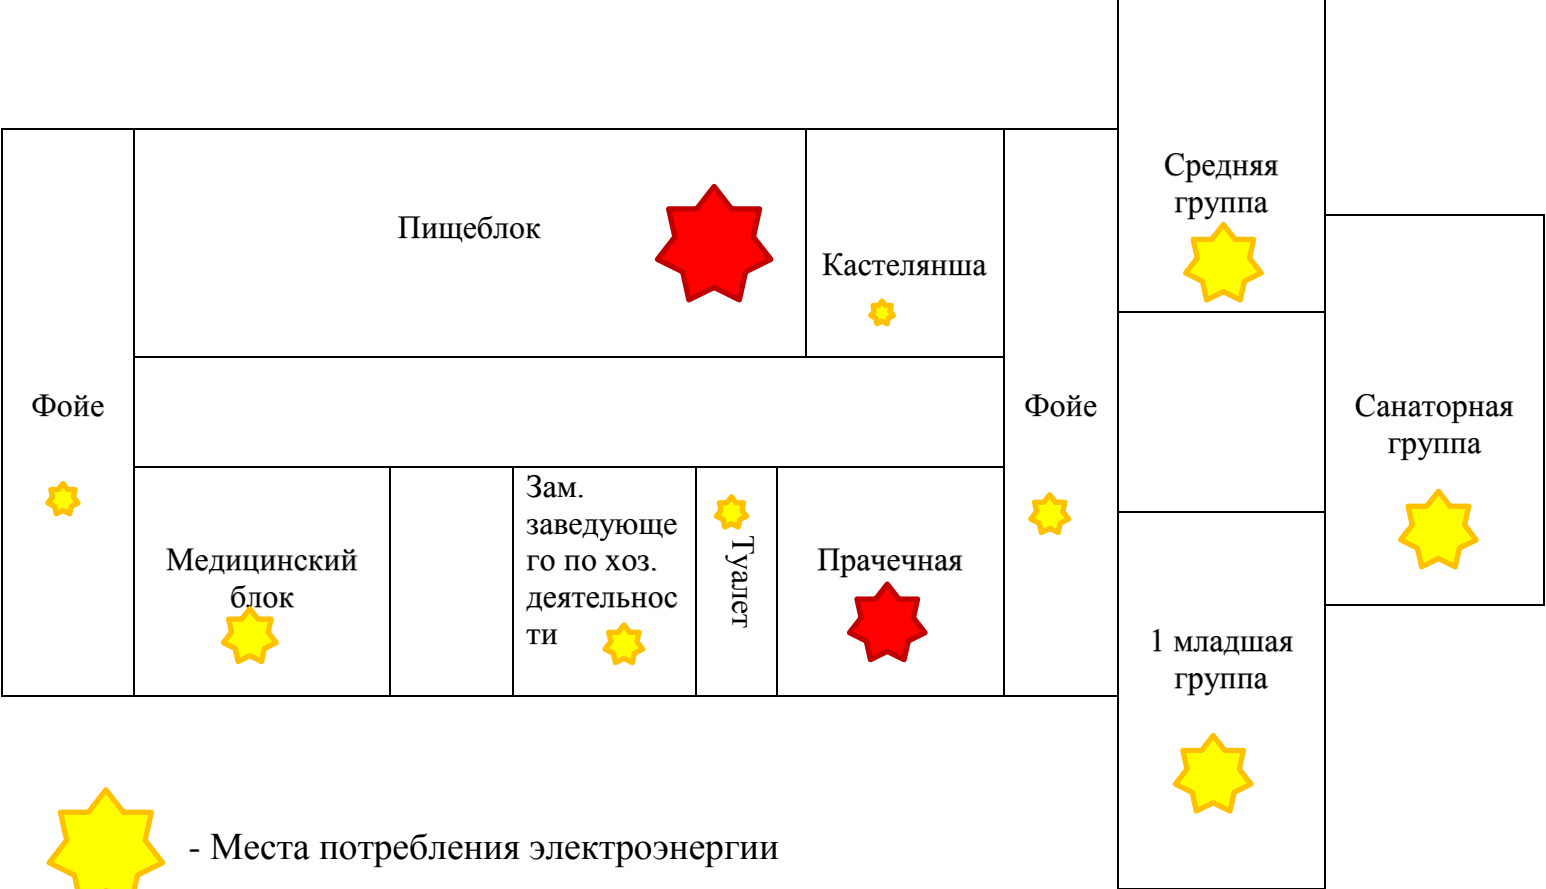 Средняя
группа
Пищеблок
Кастелянша
Фойе
Фойе
Санаторная
группа
Зам.
заведующе
го по хоз.
деятельнос
ти
Медицинский
блок
Туалет
Прачечная
1 младшая
группа
- Места потребления электроэнергии